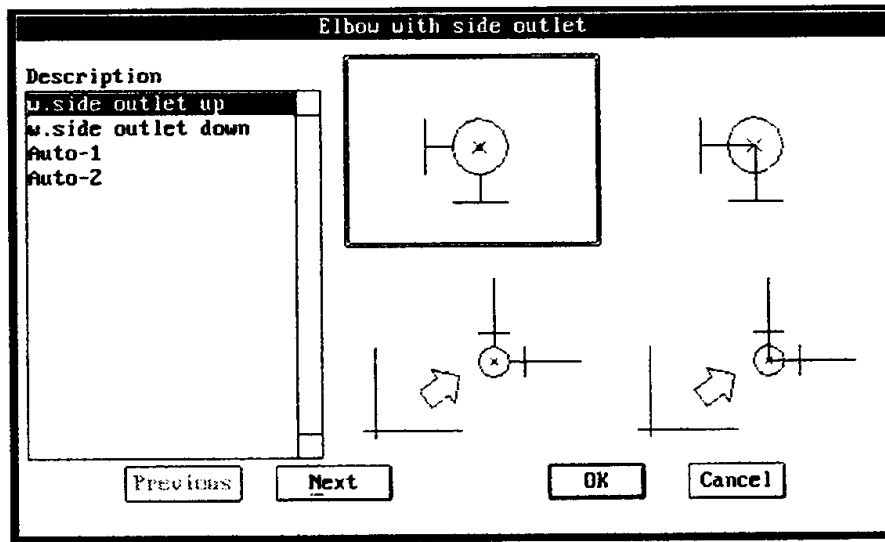 Elbow with side outlet
Description
w.side outlet up
w.side outlet down
Auto-1
Auto-2
Previous
Next
OK
Cancel